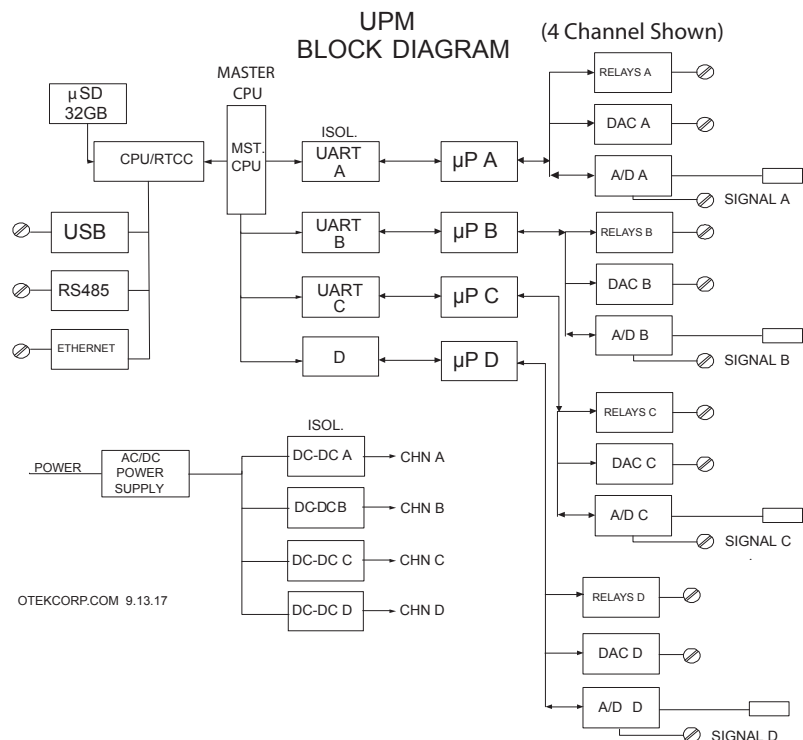 UPM
BLOCK DIAGRAM
(4 Channel Shown)
µSD
32GB
MASTER
CPU
CPU/RTCC
MST.
CPU
ISOL.
UART
A
µP A
RELAYS A
DAC A
A/D A
SIGNAL A
USB
UART
B
µP B
RELAYS B
DAC B
A/D B
SIGNAL B
RS485
UART
C
µP C
ETHERNET
D
µP D
RELAYS C
DAC C
A/D C
SIGNAL C
ISOL.
POWER
AC/DC
POWER
SUPPLY
DC-DC A
CHN A
DC-DCB
CHN B
DC-DC C
CHN C
DC-DC D
CHN D
OTEKCORP.COM 9.13.17
RELAYS D
DAC D
A/D D
SIGNAL D